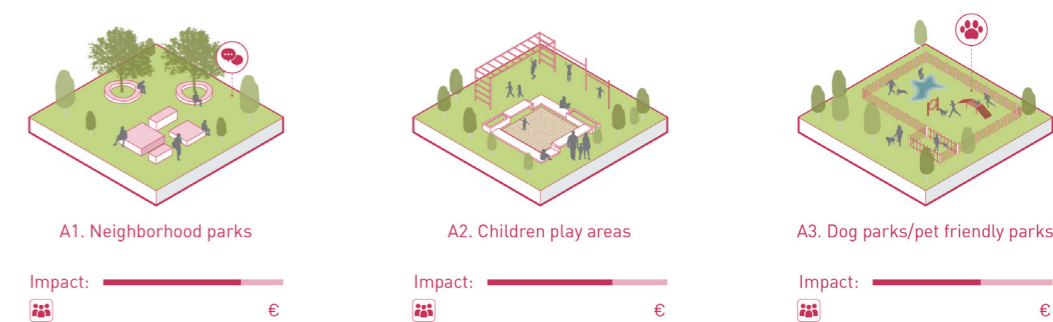 A1. Neighborhood parks
A2. Children play areas
A3. Dog parks/pet friendly parks
Impact:
Impact:
Impact:
€
€
€